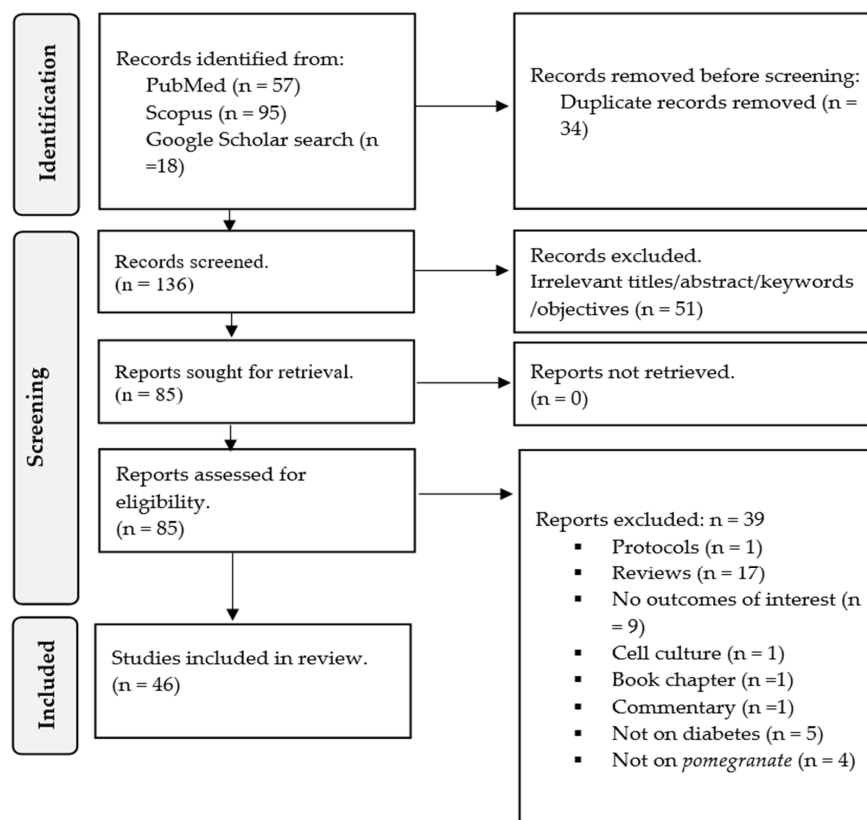 Identification
Records identified from:
PubMed (n = 57)
Scopus (n = 95)
Google Scholar search (n
=18)
Records removed before screening:
Duplicate records removed (n =
34)
Screening
Records screened.
(n = 136)
Records excluded.
Irrelevant titles/abstract/keywords
/objectives (n = 51)
Reports sought for retrieval.
(n = 85)
Reports not retrieved.
(n = 0)
Reports assessed for
eligibility.
(n = 85)
Reports excluded: n = 39
▪ Protocols (n = 1)
▪ Reviews (n = 17)
▪ No outcomes of interest (n
= 9)
▪ Cell culture (n = 1)
▪ Book chapter (n =1)
▪ Commentary (n =1)
▪ Not on diabetes (n = 5)
▪ Not on pomegranate (n = 4)
Included
Studies included in review.
(n = 46)